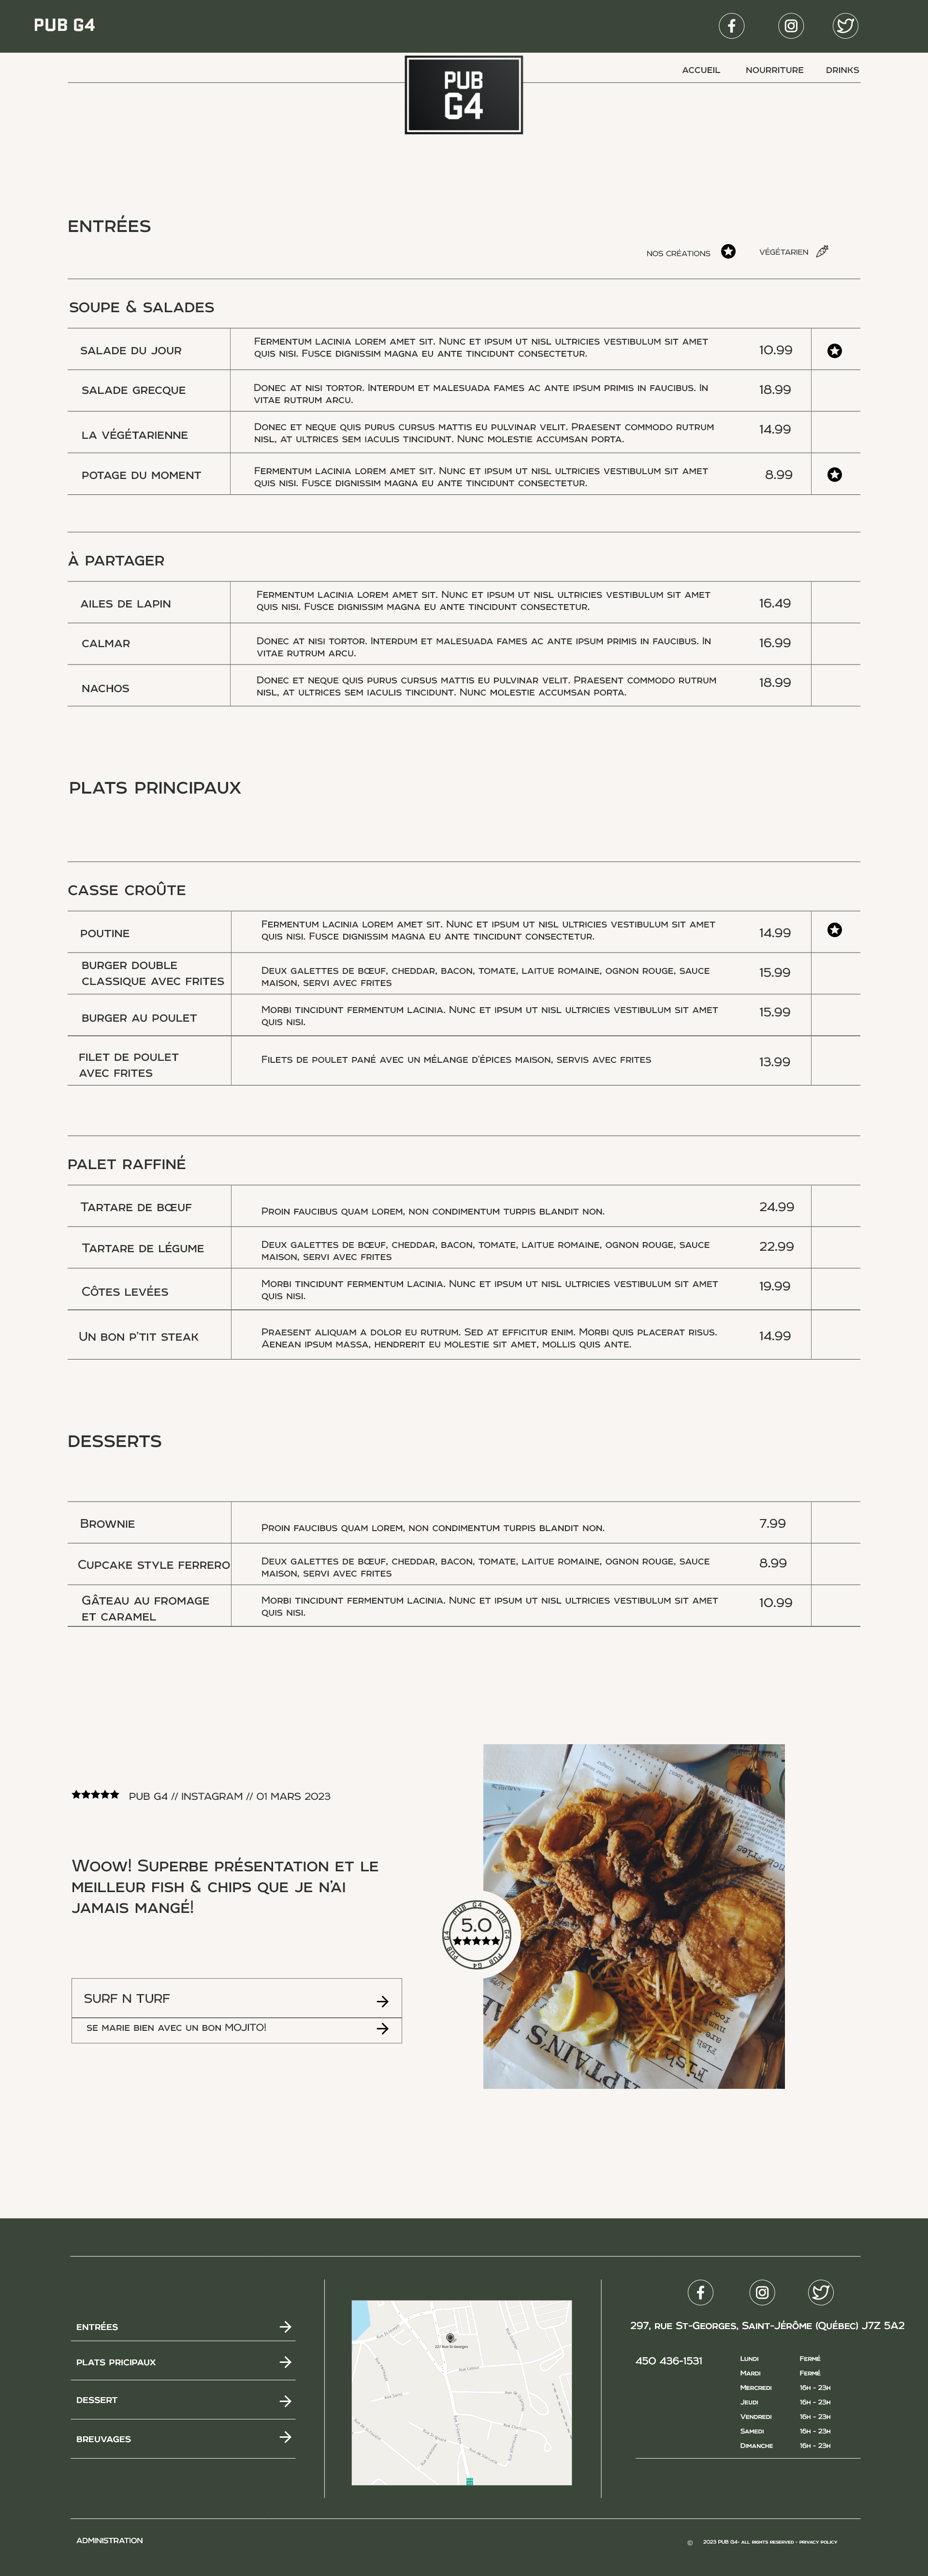 PUB G4
ACCUEIL NOURRITURE DRINKS
PUB
G4
ENTRÉES
NOS CRÉATIONS VÉGÉTARIEN
SOUPE & SALADES
SALADE DU JOUR
Fermentum lacinia lorem amet sit. Nunc et ipsum ut nisl ultricies vestibulum sit amet
quis nisi. Fusce dignissim magna eu ante tincidunt consectetur.
10.99
SALADE GRECQUE
Donec at nisi tortor. Interdum et malesuada fames ac ante ipsum primis in faucibus. In
vitae rutrum arcu.
18.99
LA VÉGÉTARIENNE
Donec et neque quis purus cursus mattis eu pulvinar velit. Praesent commodo rutrum
nisl, at ultrices sem iaculis tincidunt. Nunc molestie accumsan porta.
14.99
POTAGE DU MOMENT
Fermentum lacinia lorem amet sit. Nunc et ipsum ut nisl ultricies vestibulum sit amet
quis nisi. Fusce dignissim magna eu ante tincidunt consectetur.
8.99
À PARTAGER
AILES DE LAPIN
Fermentum lacinia lorem amet sit. Nunc et ipsum ut nisl ultricies vestibulum sit amet
quis nisi. Fusce dignissim magna eu ante tincidunt consectetur.
16.49
CALMAR
Donec at nisi tortor. Interdum et malesuada fames ac ante ipsum primis in faucibus. In
vitae rutrum arcu.
16.99
NACHOS
Donec et neque quis purus cursus mattis eu pulvinar velit. Praesent commodo rutrum
nisl, at ultrices sem iaculis tincidunt. Nunc molestie accumsan porta.
18.99
PLATS PRINCIPAUX
CASSE CROÛTE
POUTINE
Fermentum lacinia lorem amet sit. Nunc et ipsum ut nisl ultricies vestibulum sit amet
quis nisi. Fusce dignissim magna eu ante tincidunt consectetur.
14.99
BURGER DOUBLE
CLASSIQUE AVEC FRITES
Deux galettes de bœuf, cheddar, bacon, tomate, laitue romaine, ognon rouge, sauce
maison, servi avec frites
15.99
BURGER AU POULET
Morbi tincidunt fermentum lacinia. Nunc et ipsum ut nisl ultricies vestibulum sit amet
quis nisi.
15.99
FILET DE POULET
AVEC FRITES
Filets de poulet pané avec un mélange d'épices maison, servis avec frites
13.99
PALET RAFFINÉ
Tartare de bœuf
Proin faucibus quam lorem, non condimentum turpis blandit non.
24.99
Tartare de légume
Deux galettes de bœuf, cheddar, bacon, tomate, laitue romaine, ognon rouge, sauce
maison, servi avec frites
22.99
Côtes levées
Morbi tincidunt fermentum lacinia. Nunc et ipsum ut nisl ultricies vestibulum sit amet
quis nisi.
19.99
Un bon p'tit steak
Praesent aliquam a dolor eu rutrum. Sed at efficitur enim. Morbi quis placerat risus.
Aenean ipsum massa, hendrerit eu molestie sit amet, mollis quis ante.
14.99
DESSERTS
Brownie
Proin faucibus quam lorem, non condimentum turpis blandit non.
7.99
Cupcake style ferrero
Deux galettes de bœuf, cheddar, bacon, tomate, laitue romaine, ognon rouge, sauce
maison, servi avec frites
8.99
Gâteau au fromage
et caramel
Morbi tincidunt fermentum lacinia. Nunc et ipsum ut nisl ultricies vestibulum sit amet
quis nisi.
10.99
PUB G4 // INSTAGRAM // 01 MARS 2023
Woow! Superbe présentation et le
meilleur fish & chips que je n'ai
jamais mangé!
PUB G4 PUB G4 PUB G4 PUB G4
5.0
SURF N TURF
se marie bien avec un bon MOJITO!
ENTRÉES
PLATS PRICIPAUX
DESSERT
BREUVAGES
297, rue St-Georges, Saint-Jérôme (Québec) J7Z 5A2
450 436-1531
Lundi Fermé
Mardi Fermé
Mercredi 16h - 23h
Jeudi 16h - 23h
Vendredi 16h - 23h
Samedi 16h - 23h
Dimanche 16h - 23h
ADMINISTRATION
© 2023 PUB G4- all rights reserved - privacy policy